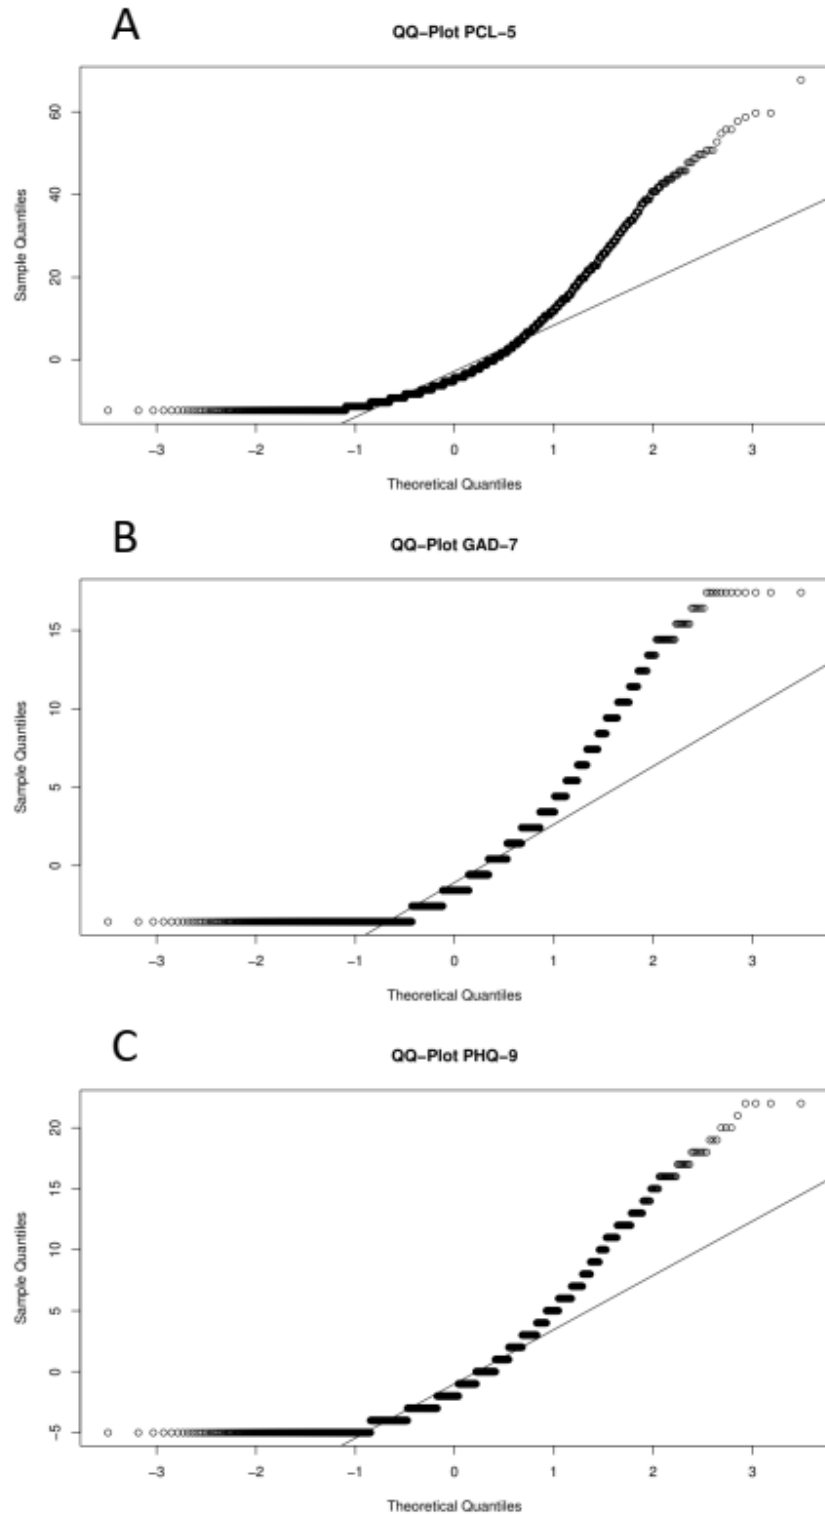 A
QQ−Plot PCL−5
Sample Quantiles
60
40
20
0
−3 −2 −1 0 1 2 3
Theoretical Quantiles
B
QQ−Plot GAD−7
Sample Quantiles
15
10
5
0
−3 −2 −1 0 1 2 3
Theoretical Quantiles
C
QQ−Plot PHQ−9
Sample Quantiles
20
15
10
5
0
−5
−3 −2 −1 0 1 2 3
Theoretical Quantiles